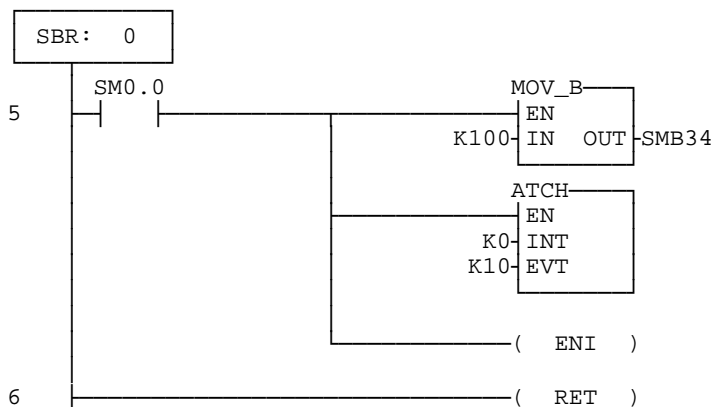 SBR: 0
SM0.0
MOV_B
5
EN
K100 IN OUT SMB34
ATCH
EN
K0 INT
K10 EVT
( ENI )
6
( RET )